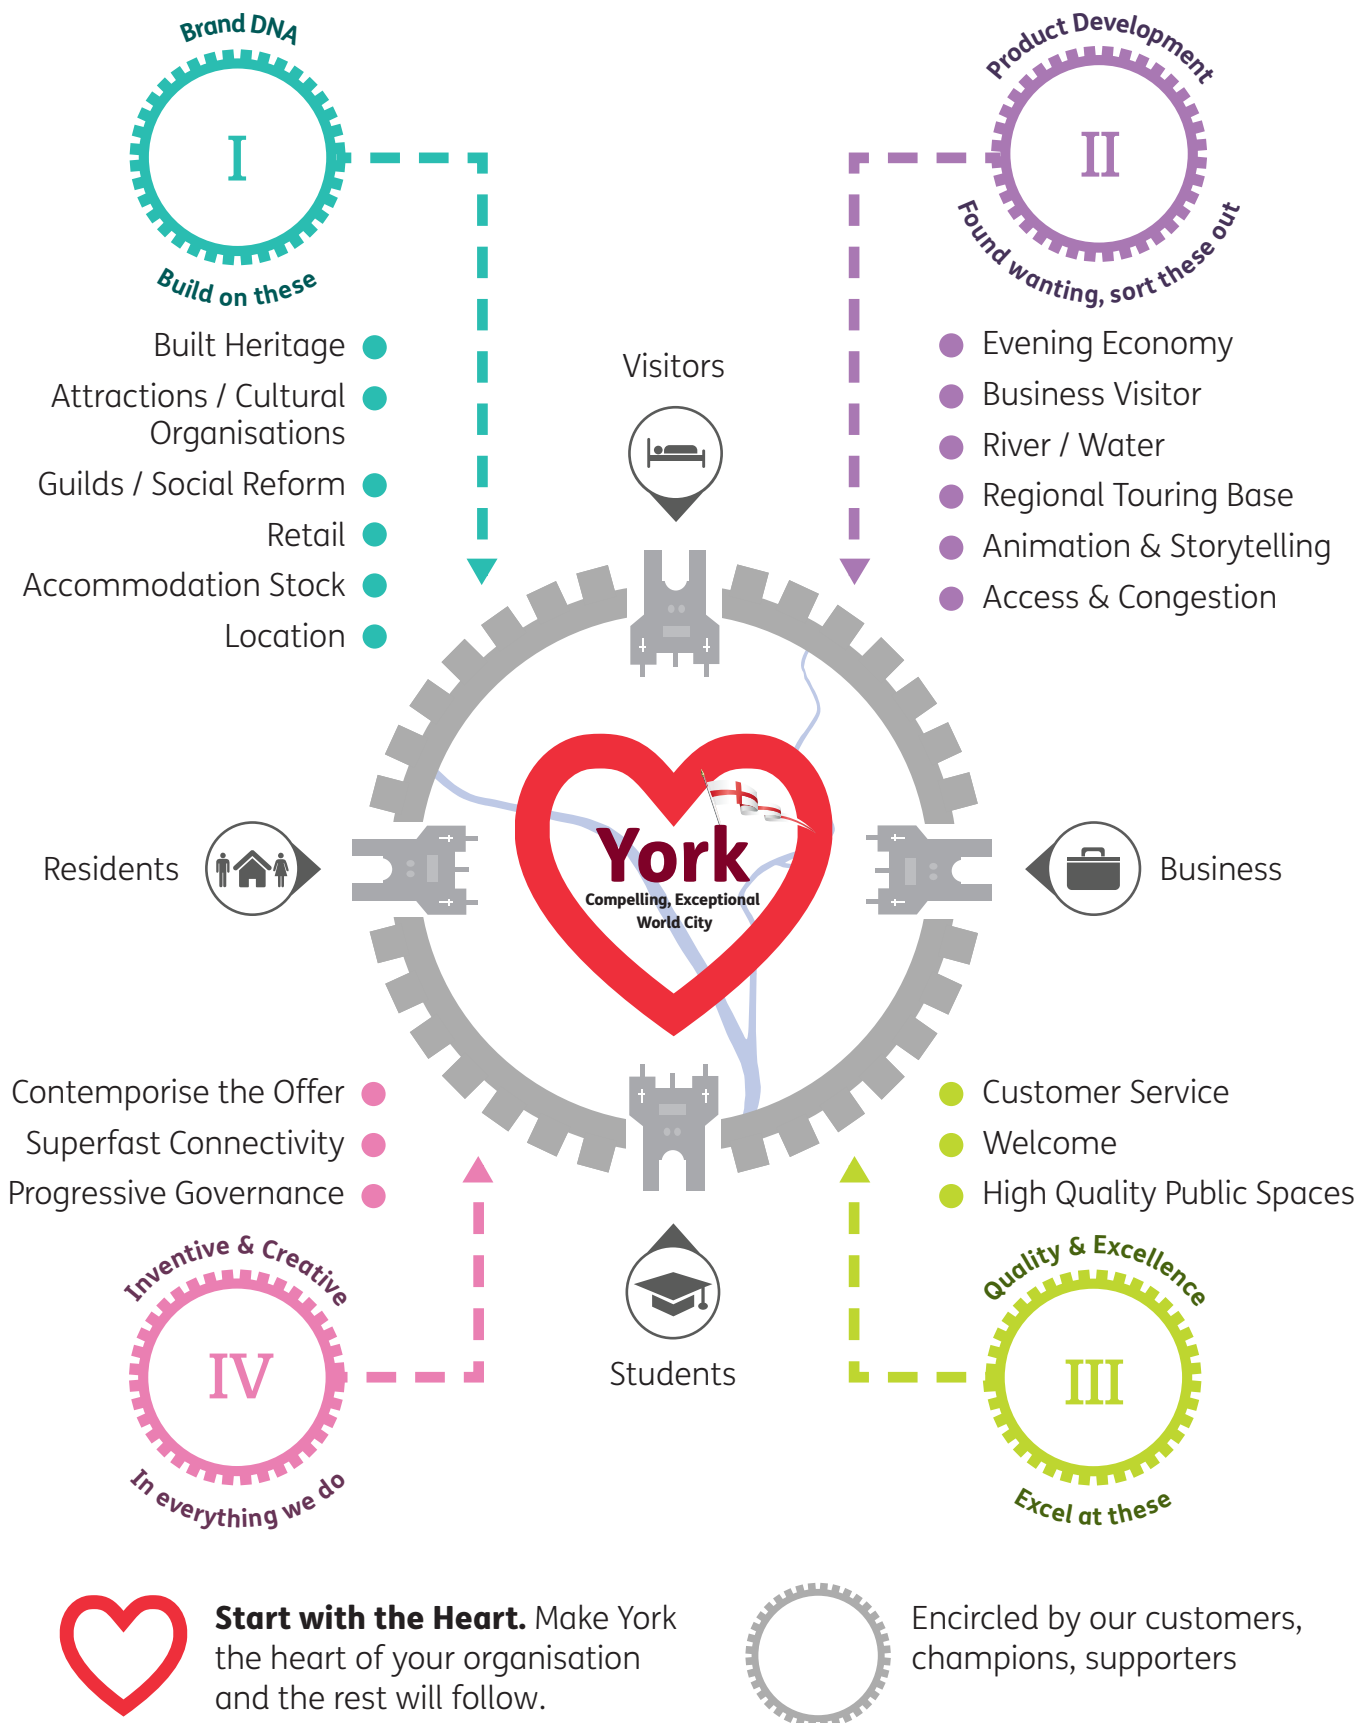 Brand DNA
I
Build on these
Built Heritage
Attractions / Cultural
Organisations
Guilds / Social Reform
Retail
Accommodation Stock
Location
Product Development
II
Found wanting, sort these out
Evening Economy
Business Visitor
River / Water
Regional Touring Base
Animation & Storytelling
Access & Congestion
Visitors
Residents
York
Compelling, Exceptional
World City
Business
Students
Contemporise the Offer
Superfast Connectivity
Progressive Governance
Inventive & Creative
IV
In everything we do
Customer Service
Welcome
High Quality Public Spaces
Quality & Excellence
III
Excel at these
Start with the Heart. Make York
the heart of your organisation
and the rest will follow.
Encircled by our customers,
champions, supporters